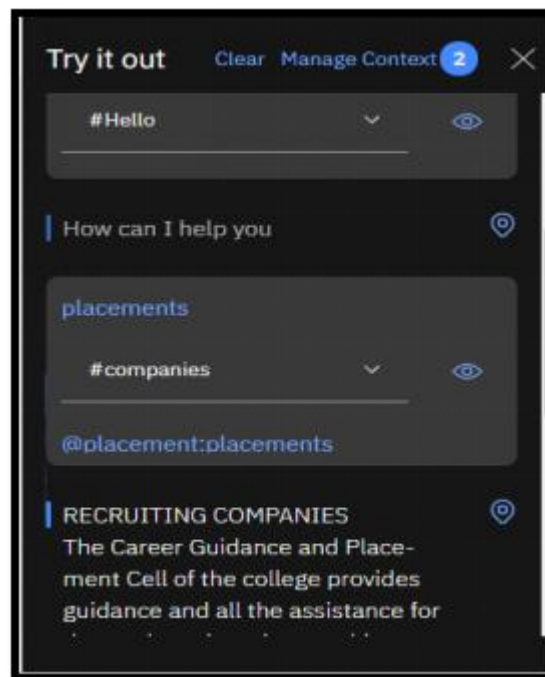 Try it out Clear Manage Context 2
#Hello
How can I help you
placements
#companies
@placement:placements
RECRUITING COMPANIES
The Career Guidance and Place-
ment Cell of the college provides
guidance and all the assistance for